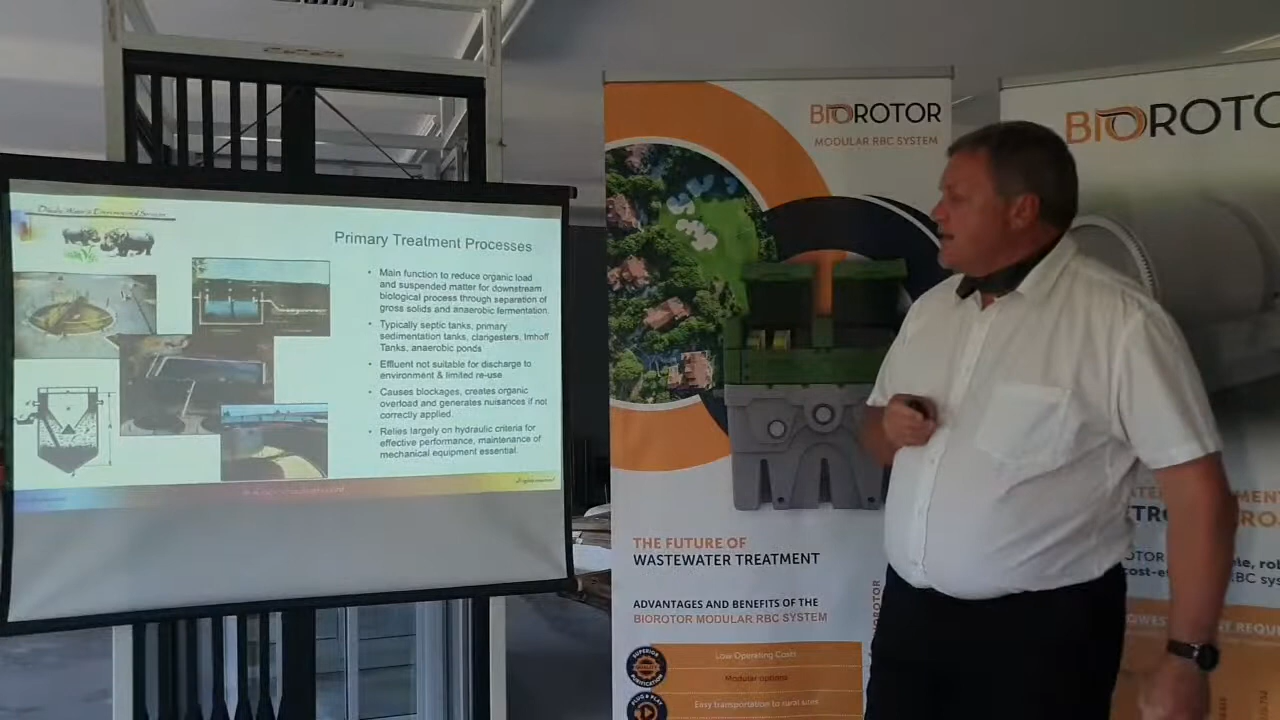 Primary Treatment Processes
• Main function to reduce organic load
and suspended matter for downstream
biological process through separation of
gross solids and anaerobic fermentation.
• Typically septic tanks, primary
sedimentation tanks, clarigesters, Imhoff
Tanks, anaerobic ponds
• Effluent not suitable for discharge to
environment & limited re-use
• Causes blockages, creates organic
overload and generates nuisances if not
correctly applied.
• Relies largely on hydraulic criteria for
effective performance, maintenance of
mechanical equipment essential.
BIOROTOR
MODULAR RBC SYSTEM
THE FUTURE OF
WASTEWATER TREATMENT
ADVANTAGES AND BENEFITS OF THE
BIOROTOR MODULAR RBC SYSTEM
SUPERIOR
QUALITY
PURIFICATION
Low Operating Costs
Modular options
PLUG & PLAY
Easy transportation to rural sites
BIOROTO